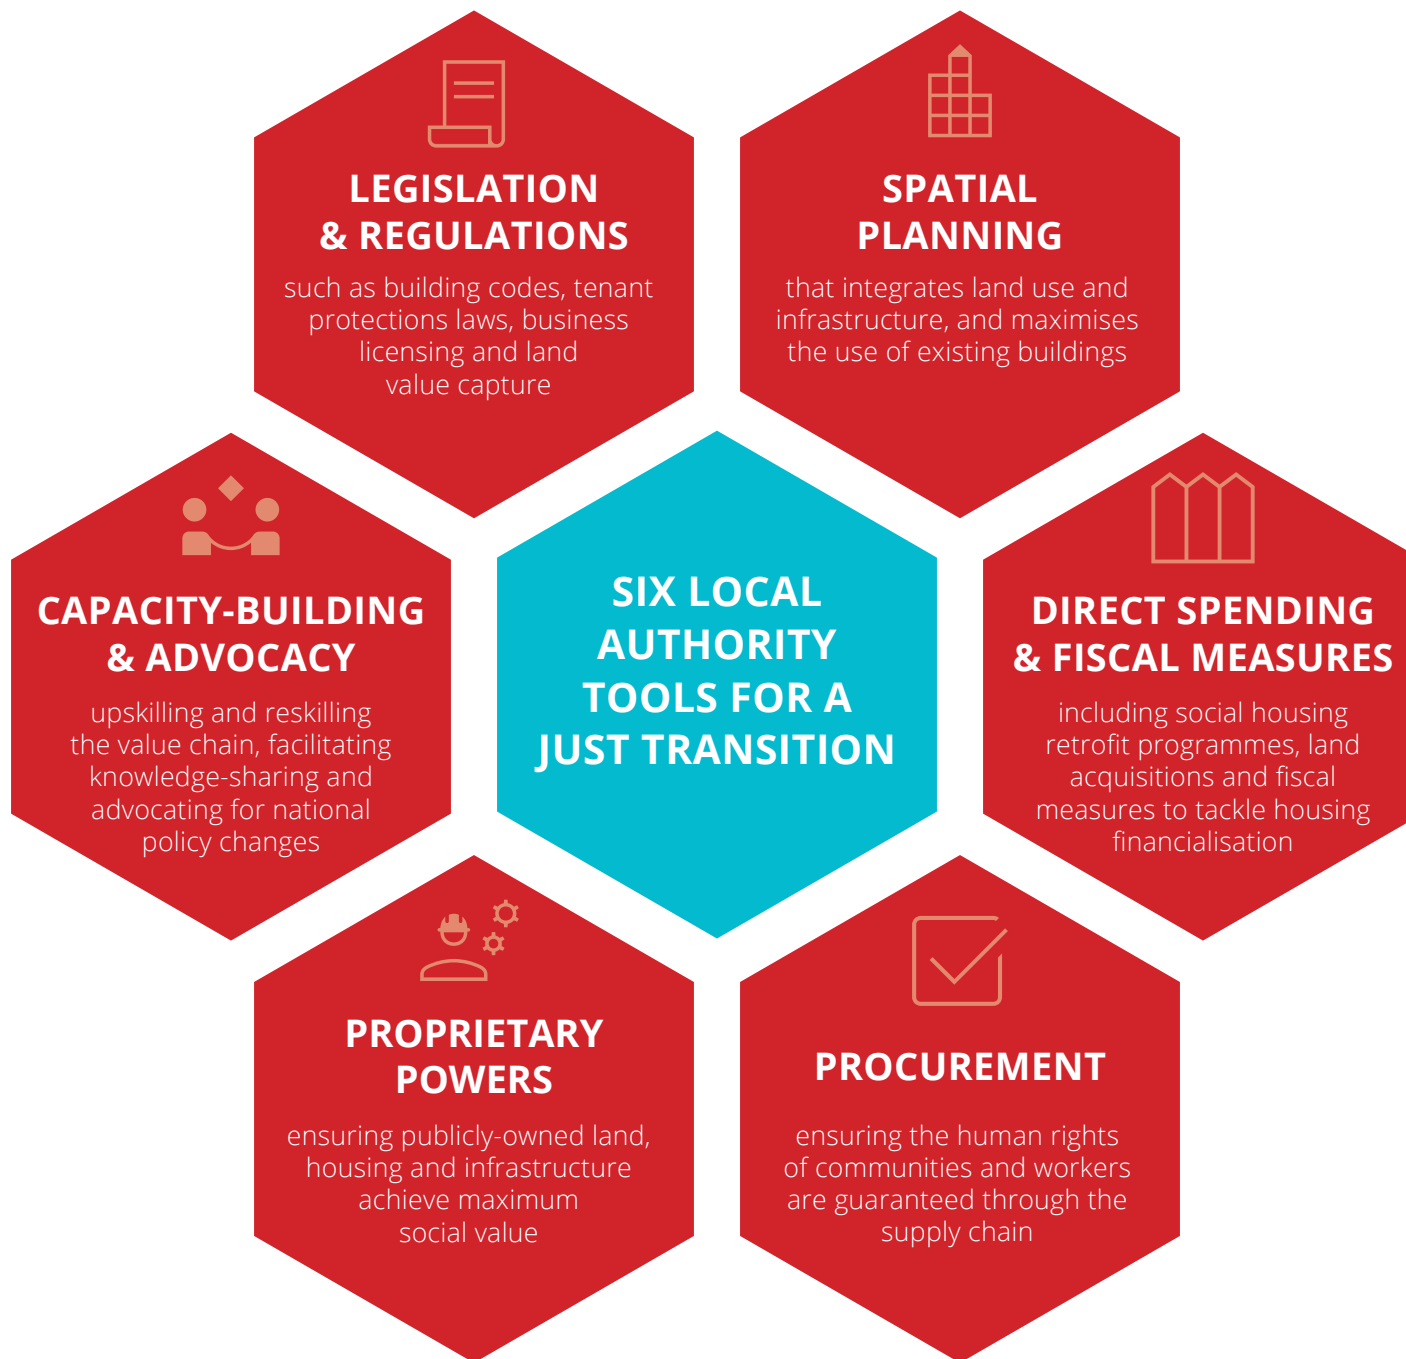 LEGISLATION
& REGULATIONS
such as building codes, tenant
protections laws, business
licensing and land
value capture
SPATIAL
PLANNING
that integrates land use and
infrastructure, and maximises
the use of existing buildings
CAPACITY-BUILDING
& ADVOCACY
upskilling and reskilling
the value chain, facilitating
knowledge-sharing and
advocating for national
policy changes
SIX LOCAL
AUTHORITY
TOOLS FOR A
JUST TRANSITION
DIRECT SPENDING
& FISCAL MEASURES
including social housing
retrofit programmes, land
acquisitions and fiscal
measures to tackle housing
financialisation
PROPRIETARY
POWERS
ensuring publicly-owned land,
housing and infrastructure
achieve maximum
social value
PROCUREMENT
ensuring the human rights
of communities and workers
are guaranteed through the
supply chain